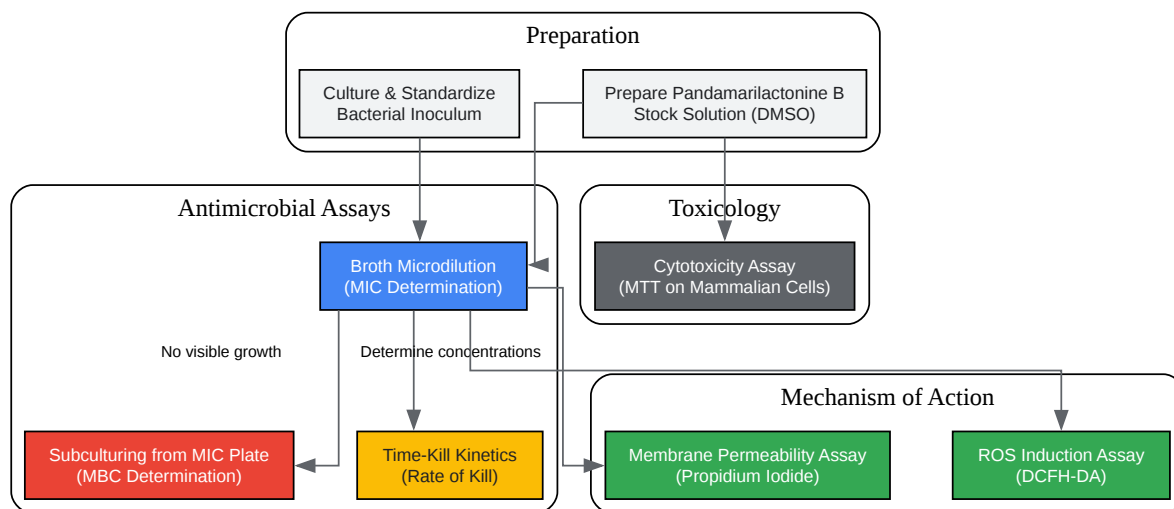 Preparation
Culture & Standardize
Bacterial Inoculum
Prepare Pandamarilactonine B
Stock Solution (DMSO)
Antimicrobial Assays
Toxicology
Broth Microdilution
(MIC Determination)
Cytotoxicity Assay
(MTT on Mammalian Cells)
No visible growth
Determine concentrations
Mechanism of Action
Subculturing from MIC Plate
(MBC Determination)
Time-Kill Kinetics
(Rate of Kill)
Membrane Permeability Assay
(Propidium Iodide)
ROS Induction Assay
(DCFH-DA)